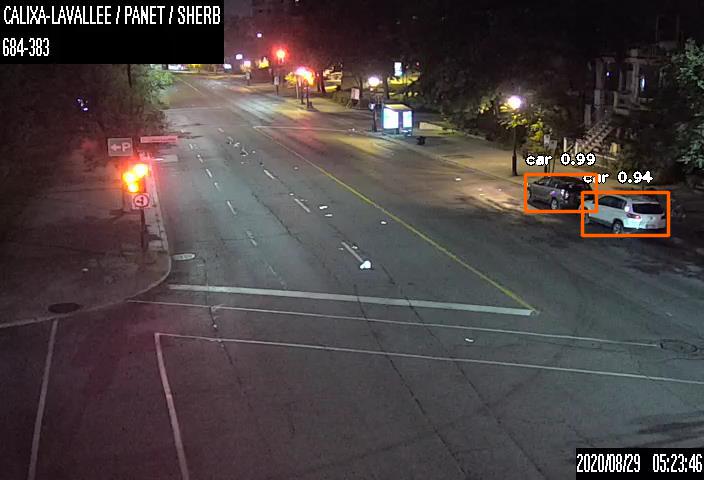 CALIXA-LAVALLEE / PANET / SHERB
684-383
P
car 0.99
car 0.94
2020/08/29 05:23:46